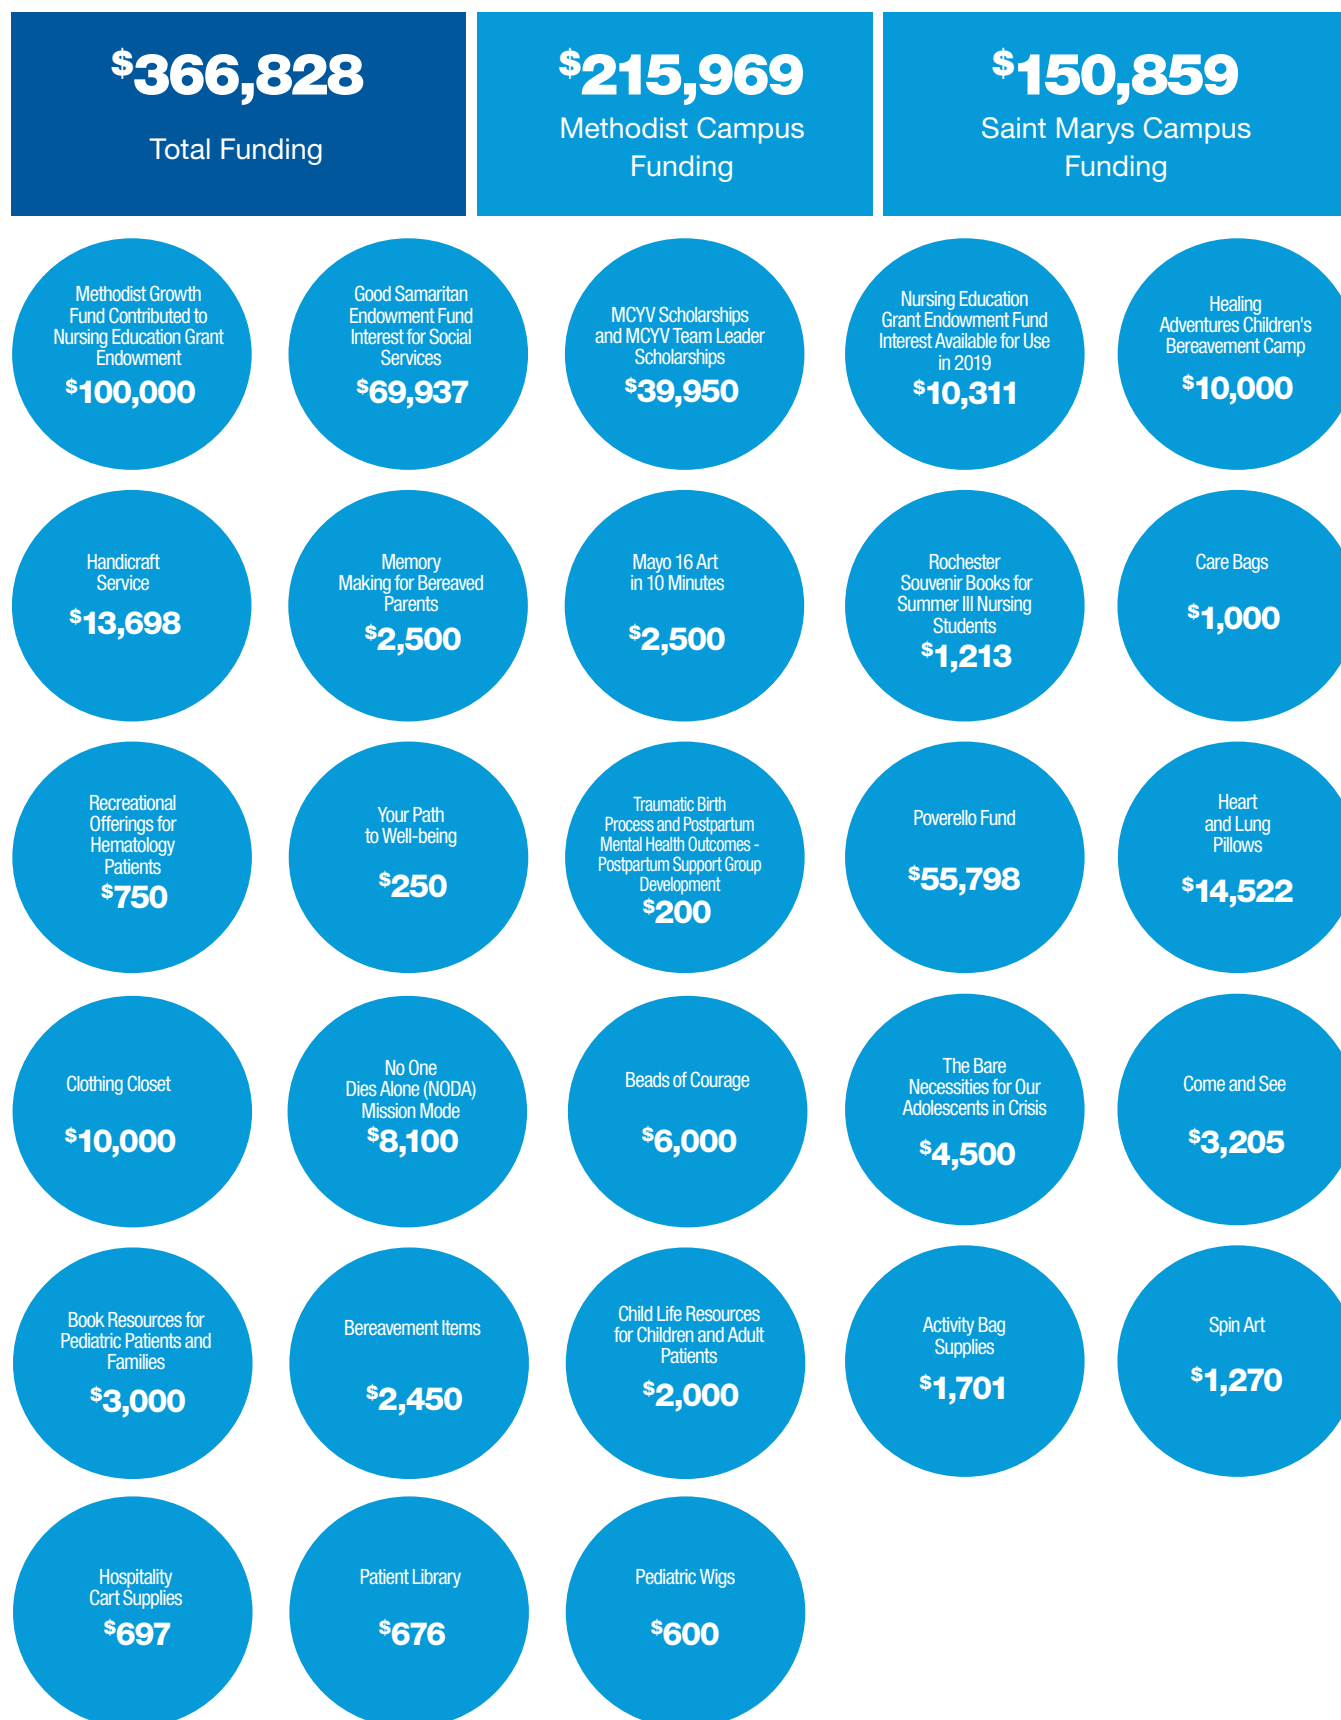 $366,828
Total Funding
$215,969
Methodist Campus
Funding
$150,859
Saint Marys Campus
Funding
Methodist Growth
Fund Contributed to
Nursing Education Grant
Endowment
$100,000
Good Samaritan
Endowment Fund
Interest for Social
Services
$69,937
MCYV Scholarships
and MCYV Team Leader
Scholarships
$39,950
Nursing Education
Grant Endowment Fund
Interest Available for Use
in 2019
$10,311
Healing
Adventures Children's
Bereavement Camp
$10,000
Handicraft
Service
$13,698
Memory
Making for Bereaved
Parents
$2,500
Mayo 16 Art
in 10 Minutes
$2,500
Rochester
Souvenir Books for
Summer III Nursing
Students
$1,213
Care Bags
$1,000
Recreational
Offerings for
Hematology
Patients
$750
Your Path
to Well-being
$250
Traumatic Birth
Process and Postpartum
Mental Health Outcomes -
Postpartum Support Group
Development
$200
Poverello Fund
$55,798
Heart
and Lung
Pillows
$14,522
Clothing Closet
$10,000
No One
Dies Alone (NODA)
Mission Mode
$8,100
Beads of Courage
$6,000
The Bare
Necessities for Our
Adolescents in Crisis
$4,500
Come and See
$3,205
Book Resources for
Pediatric Patients and
Families
$3,000
Bereavement Items
$2,450
Child Life Resources
for Children and Adult
Patients
$2,000
Activity Bag
Supplies
$1,701
Spin Art
$1,270
Hospitality
Cart Supplies
$697
Patient Library
$676
Pediatric Wigs
$600